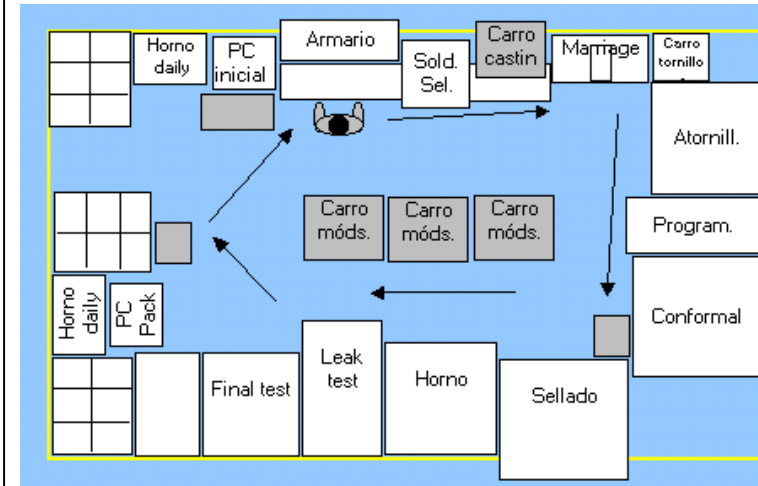 Horno
daily
PC
inicial
Armario
Sold.
Sel.
Carro
castin
Marriage
Carro
tornillo
Atornill.
Carro
móds.
Carro
móds.
Carro
móds.
Program.
Horno
daily
PC
Pack
Conformal
Final test
Leak
test
Horno
Sellado